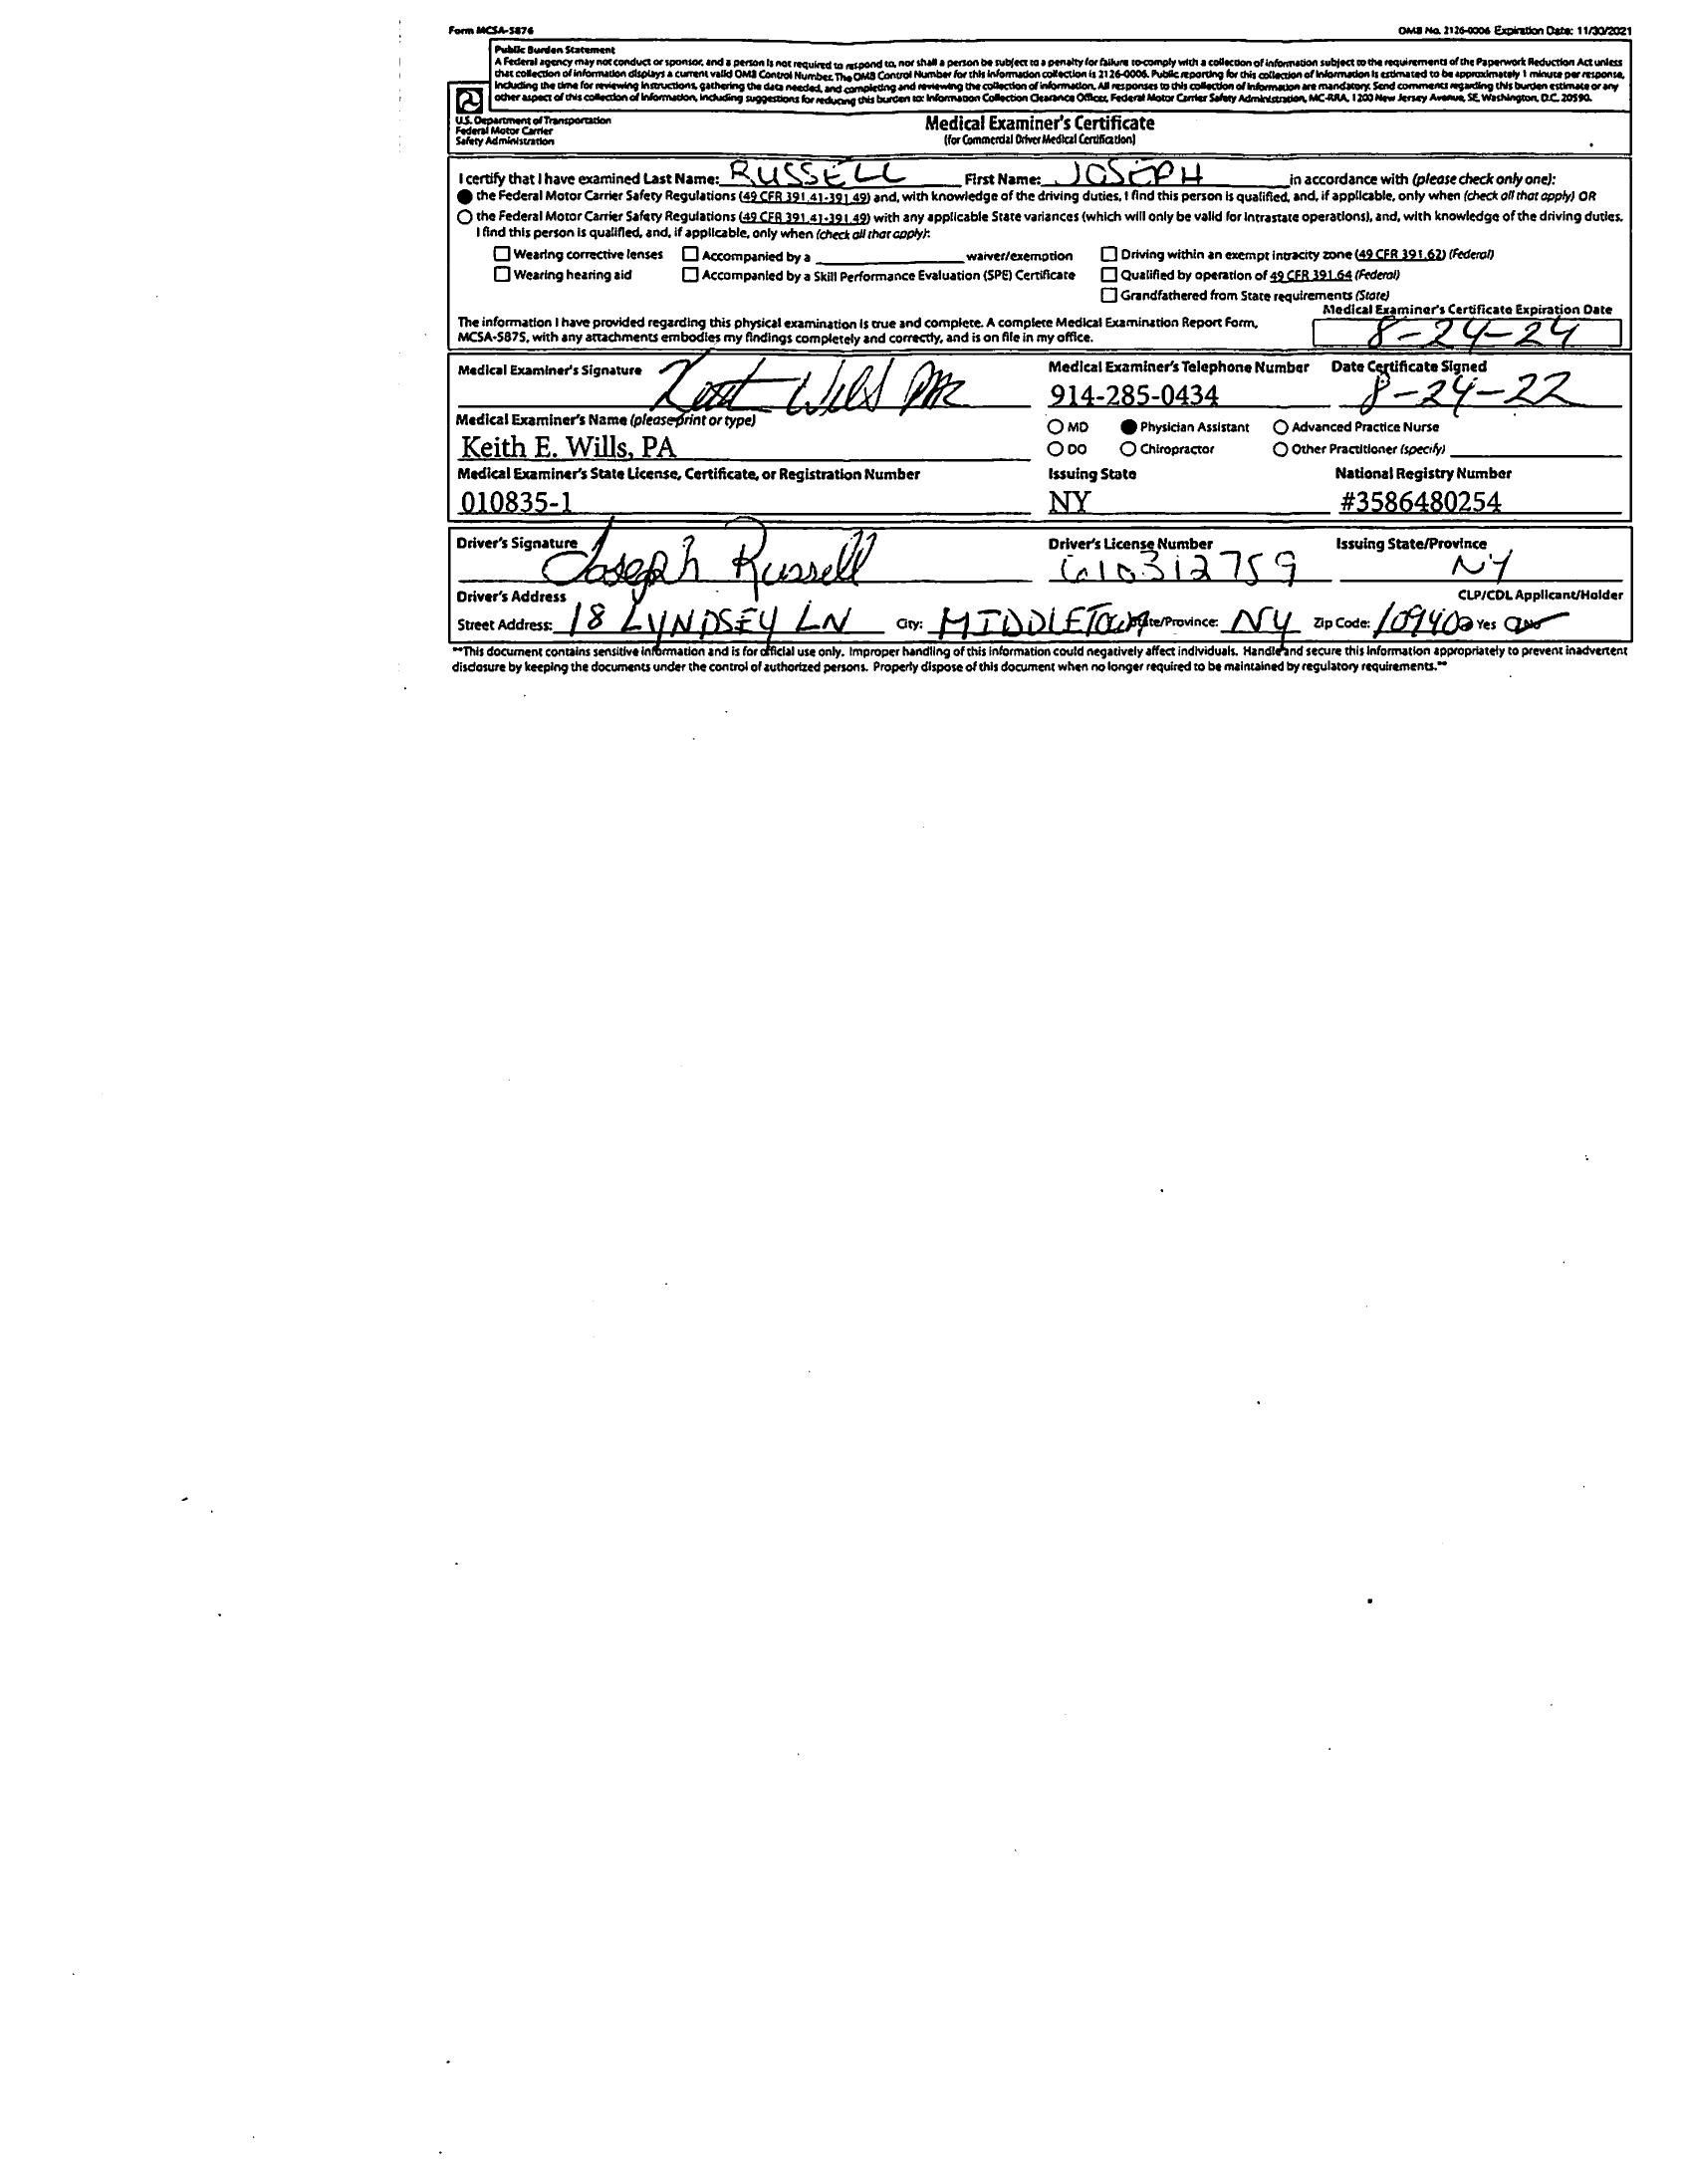 Form MCSA-5876 OMB No. 2126-0006 Expiration Date: 11/30/2021
Public Burden Statement
A Federal agency may not conduct or sponsor, and a person is not required to respond to, nor shall a person be subject to a penalty for failure to comply with a collection of information subject to the requirements of the Paperwork Reduction Act unless
that collection of information displays a current valid OMB Control Number. The OMB Control Number for this information collection is 2126-0006. Public reporting for this collection of information is estimated to be approximately 1 minute per response,
including the time for reviewing instructions, gathering the data needed, and completing and reviewing the collection of information. All responses to this collection of information are mandatory. Send comments regarding this burden estimate or any
other aspect of this collection of information, including suggestions for reducing this burden to: Information Collection Clearance Officer, Federal Motor Carrier Safety Administration, MC-RRA, 1200 New Jersey Avenue, SE, Washington, D.C. 20590.
U.S. Department of Transportation
Federal Motor Carrier
Safety Administration
Medical Examiner's Certificate
(for Commercial Driver Medical Certification)
I certify that I have examined Last Name: RUSSELL First Name: JOSEPH in accordance with (please check only one):
the Federal Motor Carrier Safety Regulations (49 CFR 391.41-391.49) and, with knowledge of the driving duties, I find this person is qualified, and, if applicable, only when (check all that apply) OR
the Federal Motor Carrier Safety Regulations (49 CFR 391.41-391.49) with any applicable State variances (which will only be valid for intrastate operations), and, with knowledge of the driving duties,
I find this person is qualified, and, if applicable, only when (check all that apply):
Wearing corrective lenses Accompanied by a waiver/exemption Driving within an exempt intracity zone (49 CFR 391.62) (Federal)
Wearing hearing aid Accompanied by a Skill Performance Evaluation (SPE) Certificate Qualified by operation of 49 CFR 391.64 (Federal)
Grandfathered from State requirements (State)
The information I have provided regarding this physical examination is true and complete. A complete Medical Examination Report Form,
MCSA-5875, with any attachments embodies my findings completely and correctly, and is on file in my office.
Medical Examiner's Certificate Expiration Date
8-24-24
Medical Examiner's Signature Medical Examiner's Telephone Number Date Certificate Signed
914-285-0434 8-24-22
Medical Examiner's Name (please print or type) MD Physician Assistant Advanced Practice Nurse
Keith E. Wills, PA DO Chiropractor Other Practitioner (specify)
Medical Examiner's State License, Certificate, or Registration Number Issuing State National Registry Number
010835-1 NY #3586480254
Driver's Signature Driver's License Number Issuing State/Province
Joseph Russell 610312759 NY
Driver's Address CLP/CDL Applicant/Holder
Street Address: 18 LYNDSEY LN City: MIDDLETOWN State/Province: NY Zip Code: 10940 Yes No
**This document contains sensitive information and is for official use only. Improper handling of this information could negatively affect individuals. Handle and secure this information appropriately to prevent inadvertent
disclosure by keeping the documents under the control of authorized persons. Properly dispose of this document when no longer required to be maintained by regulatory requirements.**